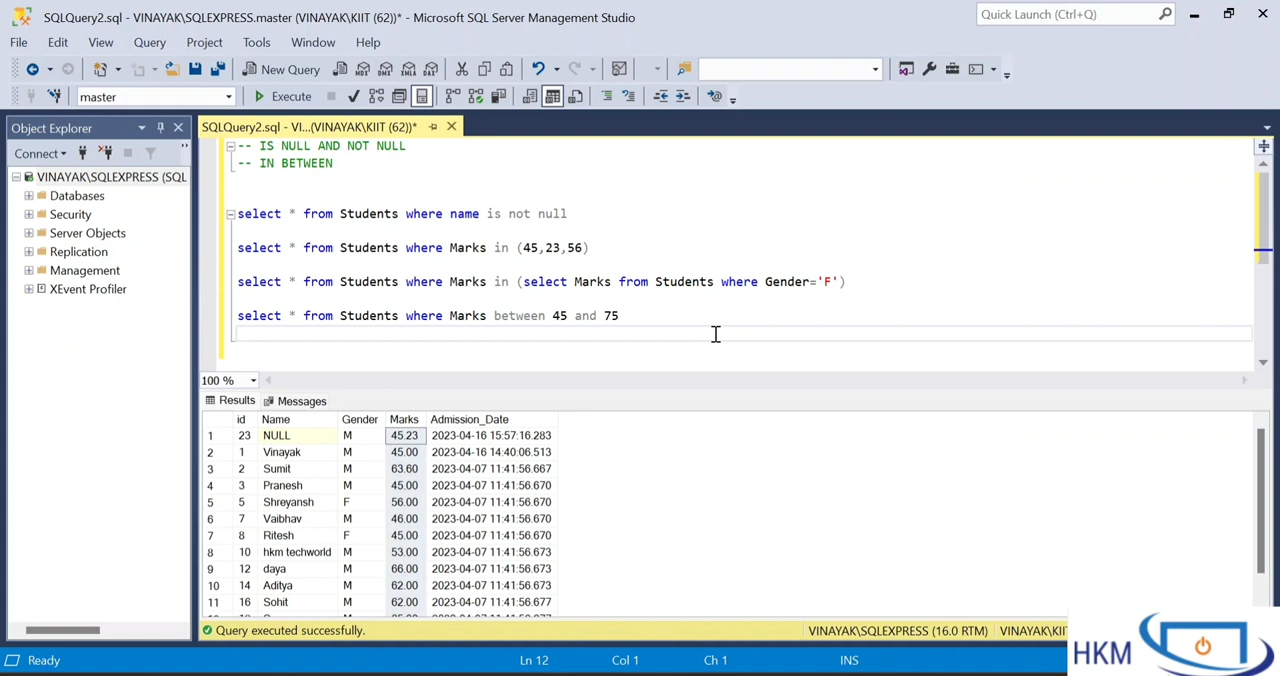 SQLQuery2.sql - VINAYAK\SQLEXPRESS.master (VINAYAK\KIIT (62))* - Microsoft SQL Server Management Studio
Quick Launch (Ctrl+Q)
File Edit View Query Project Tools Window Help
New Query MDX DMX XMLA DAX
master Execute
Object Explorer
SQLQuery2.sql - VI...(VINAYAK\KIIT (62))*
Connect
VINAYAK\SQLEXPRESS (SQL
Databases
Security
Server Objects
Replication
Management
XEvent Profiler
-- IS NULL AND NOT NULL
-- IN BETWEEN
select * from Students where name is not null
select * from Students where Marks in (45,23,56)
select * from Students where Marks in (select Marks from Students where Gender='F')
select * from Students where Marks between 45 and 75
100 %
Results Messages
id Name Gender Marks Admission_Date
1 23 NULL M 45.23 2023-04-16 15:57:16.283
2 1 Vinayak M 45.00 2023-04-16 14:40:06.513
3 2 Sumit M 63.60 2023-04-07 11:41:56.667
4 3 Pranesh M 45.00 2023-04-07 11:41:56.670
5 5 Shreyansh F 56.00 2023-04-07 11:41:56.670
6 7 Vaibhav M 46.00 2023-04-07 11:41:56.670
7 8 Ritesh F 45.00 2023-04-07 11:41:56.670
8 10 hkm techworld M 53.00 2023-04-07 11:41:56.673
9 12 daya M 66.00 2023-04-07 11:41:56.673
10 14 Aditya M 62.00 2023-04-07 11:41:56.673
11 16 Sohit M 62.00 2023-04-07 11:41:56.677
Query executed successfully. VINAYAK\SQLEXPRESS (16.0 RTM) VINAYAK\KI
Ready Ln 12 Col 1 Ch 1 INS
HKM